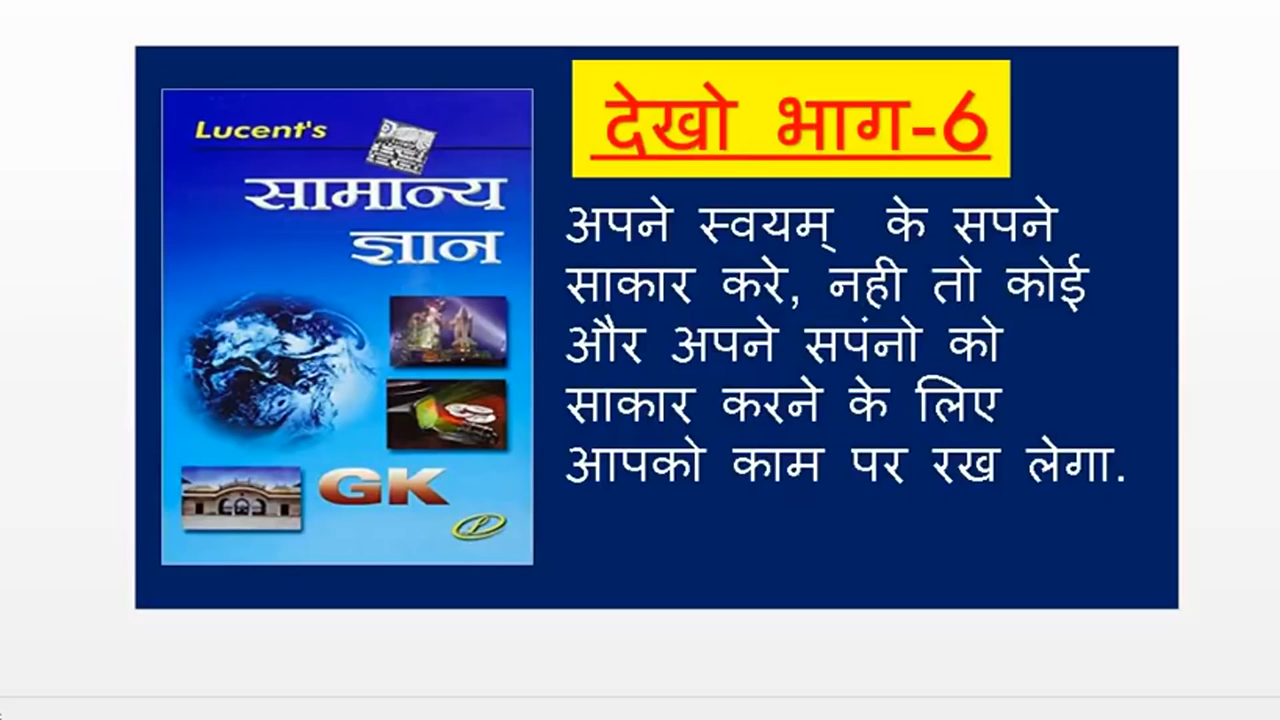 Lucent's
सामान्य
ज्ञान
GK
देखो भाग-6
अपने स्वयम् के सपने
साकार करे, नही तो कोई
और अपने सपंनो को
साकार करने के लिए
आपको काम पर रख लेगा.